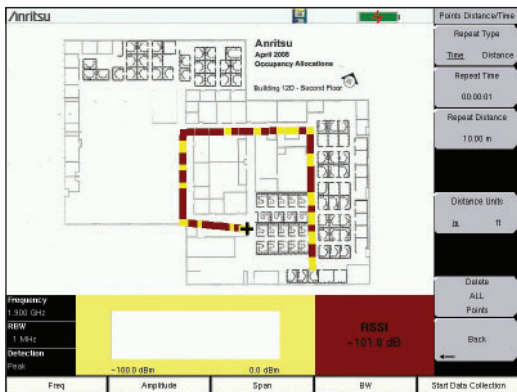 Anritsu
Points Distance/Time
Anritsu
April 2008
Occupancy Allocations
Building 12D - Second Floor
Repeat Type
Time Distance
Repeat Time
00:00:01
Repeat Distance
10.00 m
Distance Units
m ft
Delete
ALL
Points
Back
Frequency
1.900 GHz
RBW
1 MHz
Detection
Peak
-100.0 dBm 0.0 dBm
RSSI
-101.8 dB
Freq Amplitude Span BW Start Data Collection